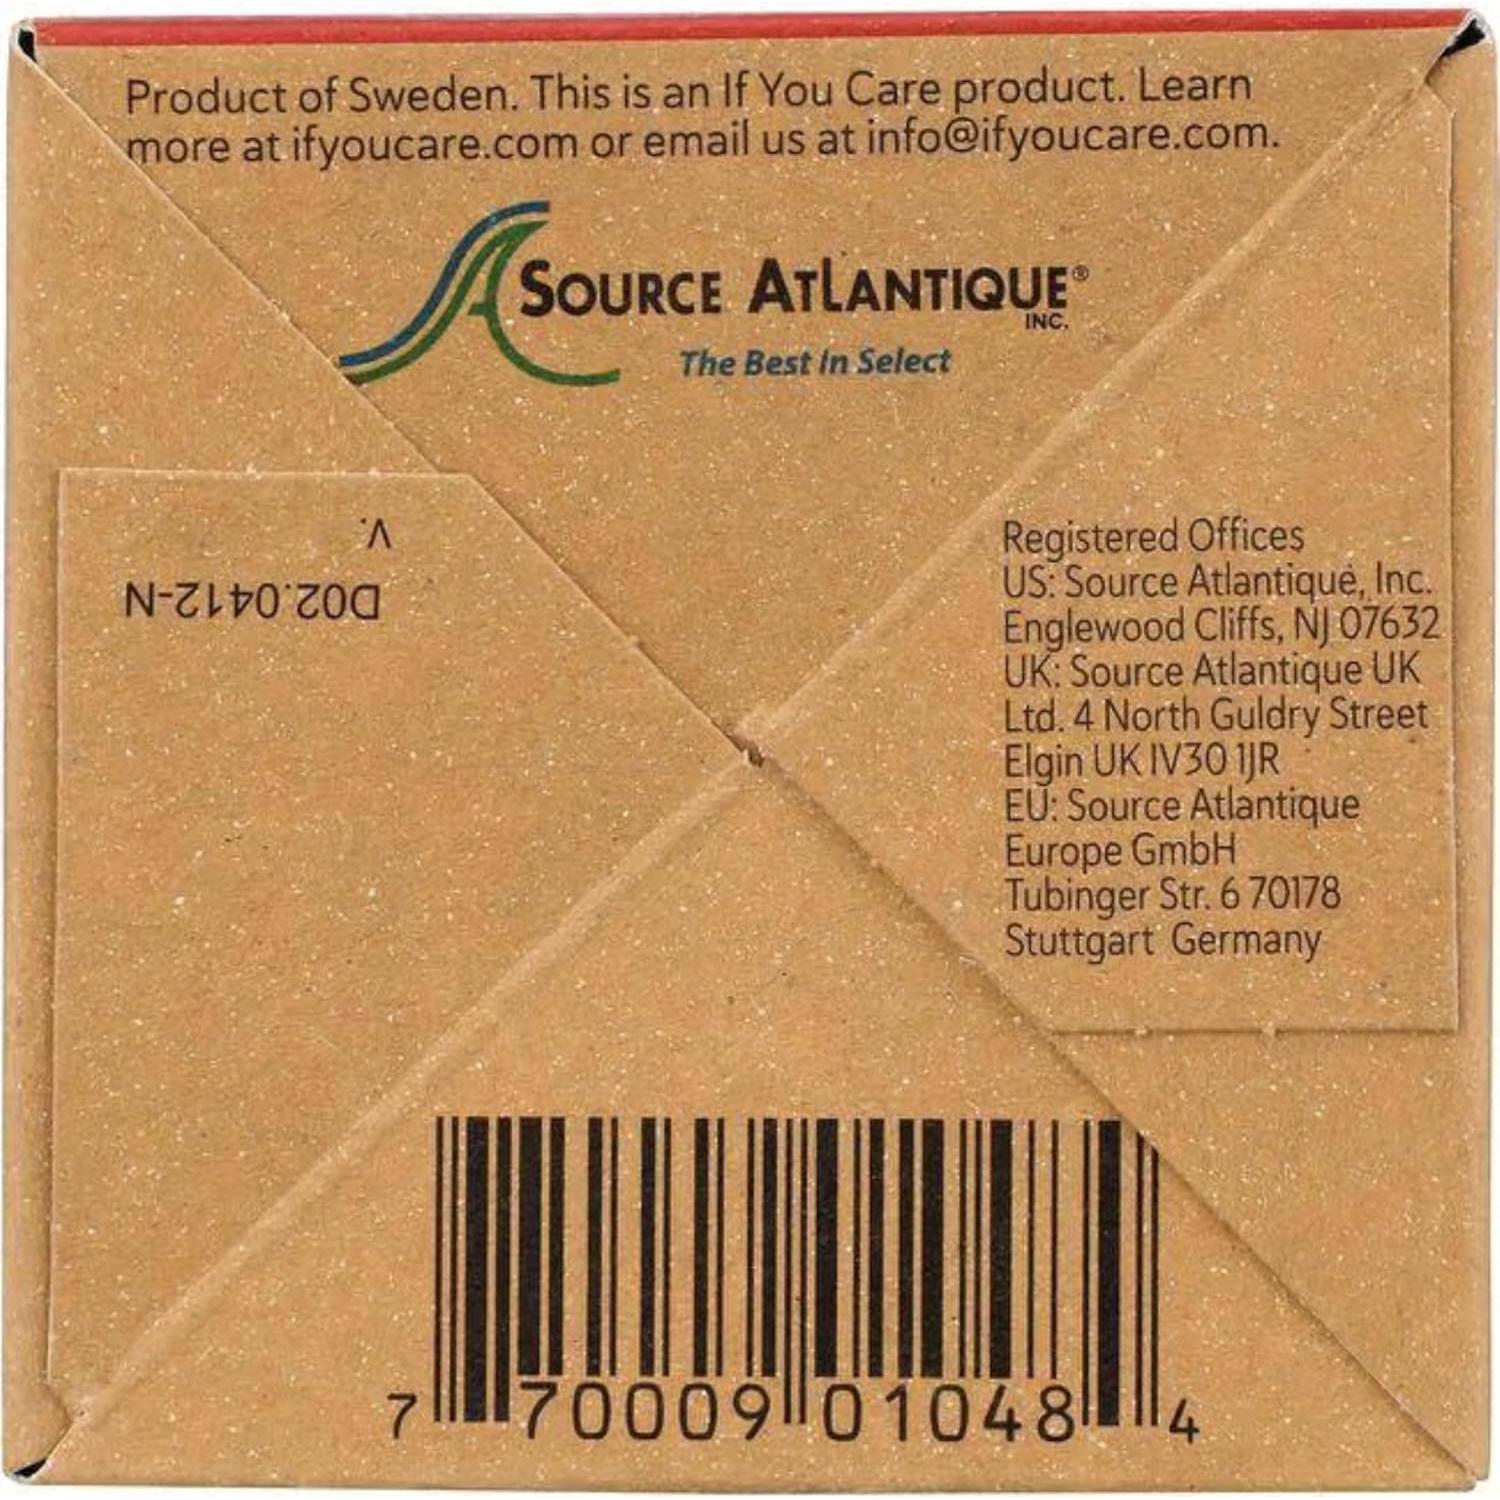 Product of Sweden. This is an If You Care product. Learn
more at ifyoucare.com or email us at info@ifyoucare.com.
SOURCE ATLANTIQUE®
INC.
The Best In Select
V.
D02.0412-N
Registered Offices
US: Source Atlantique, Inc.
Englewood Cliffs, NJ 07632
UK: Source Atlantique UK
Ltd. 4 North Guldry Street
Elgin UK IV30 1JR
EU: Source Atlantique
Europe GmbH
Tubinger Str. 6 70178
Stuttgart Germany
7 70009 01048 4